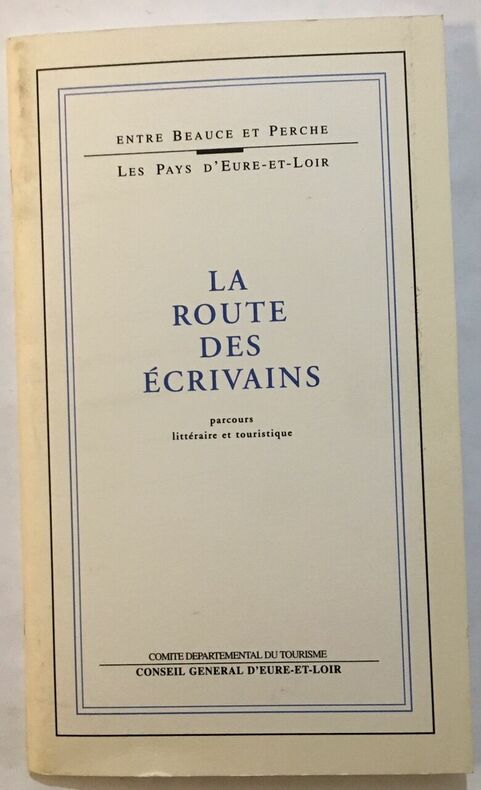 ENTRE BEAUCE ET PERCHE
LES PAYS D'EURE-ET-LOIR
LA
ROUTE
DES
ÉCRIVAINS
parcours
littéraire et touristique
COMITE DEPARTEMENTAL DU TOURISME
CONSEIL GENERAL D'EURE-ET-LOIR